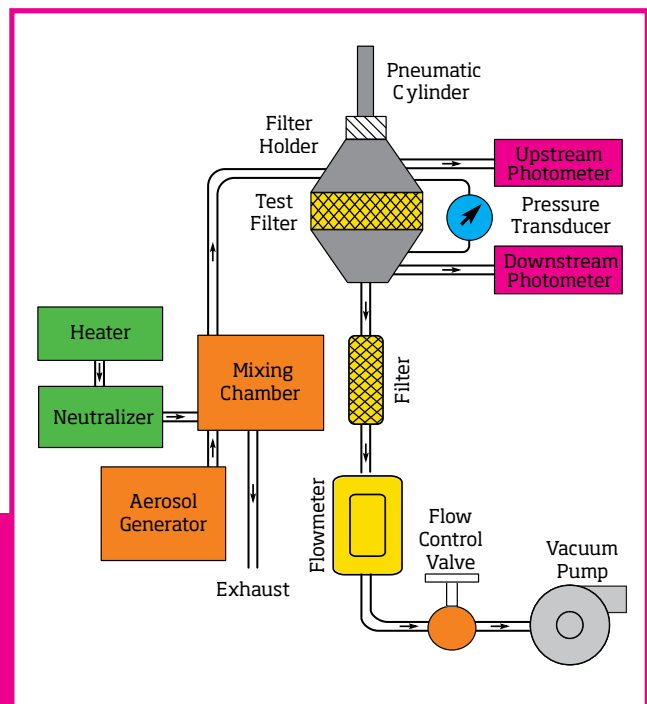 Pneumatic
Cylinder
Filter
Holder
Upstream
Photometer
Test
Filter
Pressure
Transducer
Downstream
Photometer
Heater
Mixing
Chamber
Filter
Neutralizer
Aerosol
Generator
Flowmeter
Flow
Control
Valve
Vacuum
Pump
Exhaust